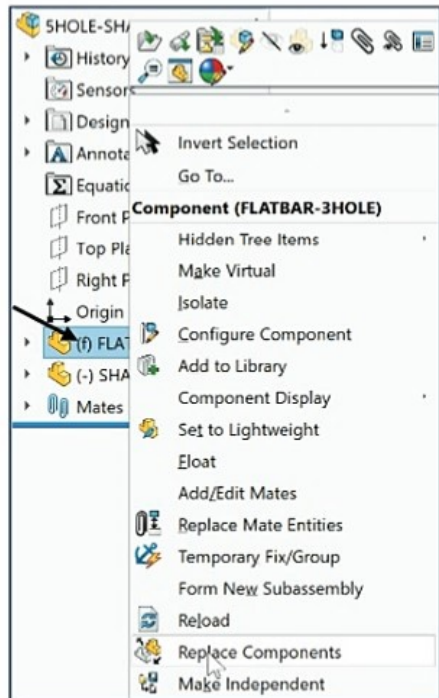 5HOLE-SHA
History
Sensors
Design
Annota
Equatio
Front P
Top Pla
Right P
Origin
(f) FLAT
(-) SHA
Mates
Invert Selection
Go To...
Component (FLATBAR-3HOLE)
Hidden Tree Items
Make Virtual
Isolate
Configure Component
Add to Library
Component Display
Set to Lightweight
Float
Add/Edit Mates
Replace Mate Entities
Temporary Fix/Group
Form New Subassembly
Reload
Replace Components
Make Independent